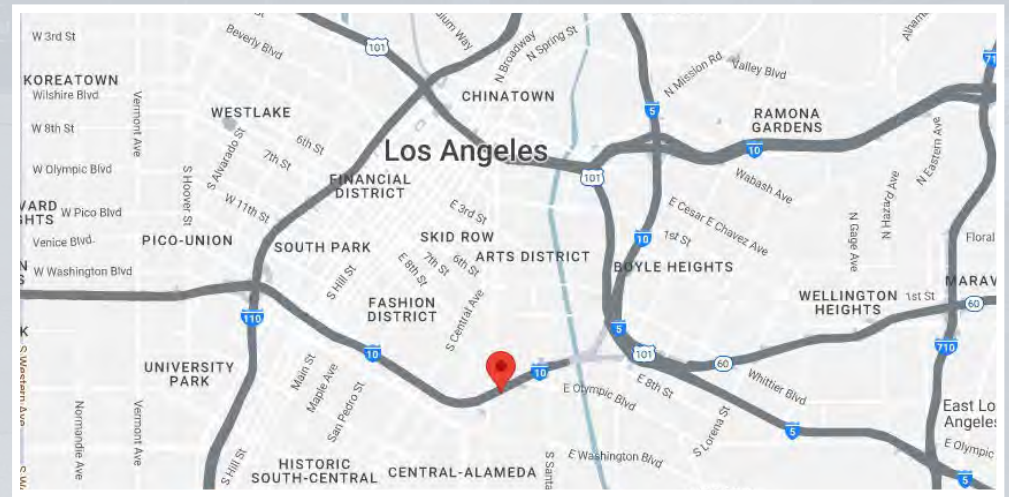 W 3rd St
Beverly Blvd
101
N Broadway
N Spring St
N Mission Rd
Valley Blvd
KOREATOWN
Wilshire Blvd
Vermont Ave
WESTLAKE
CHINATOWN
5
RAMONA
GARDENS
W 8th St
S Alvarado St
6th St
7th St
Los Angeles
10
N Eastern Ave
W Olympic Blvd
S Hoover St
FINANCIAL
DISTRICT
101
Wabash Ave
W 11th St
W Pico Blvd
E 3rd St
E Cesar E Chavez Ave
N Gage Ave
N Hazard Ave
Venice Blvd
PICO-UNION
SOUTH PARK
SKID ROW
10
1st St
Floral
W Washington Blvd
S Hill St
E 8th St
7th St
6th St
ARTS DISTRICT
BOYLE HEIGHTS
MARAV
FASHION
DISTRICT
S Central Ave
WELLINGTON
HEIGHTS
1st St
60
110
5
10
101
60
710
UNIVERSITY
PARK
Main St
Maple Ave
San Pedro St
10
E Olympic Blvd
E 8th St
Whittier Blvd
S Western Ave
Normandie Ave
Vermont Ave
S Lorena St
East Lo
Angeles
5
E Olympic
S Hill St
HISTORIC
SOUTH-CENTRAL
CENTRAL-ALAMEDA
S Santa
E Washington Blvd
5